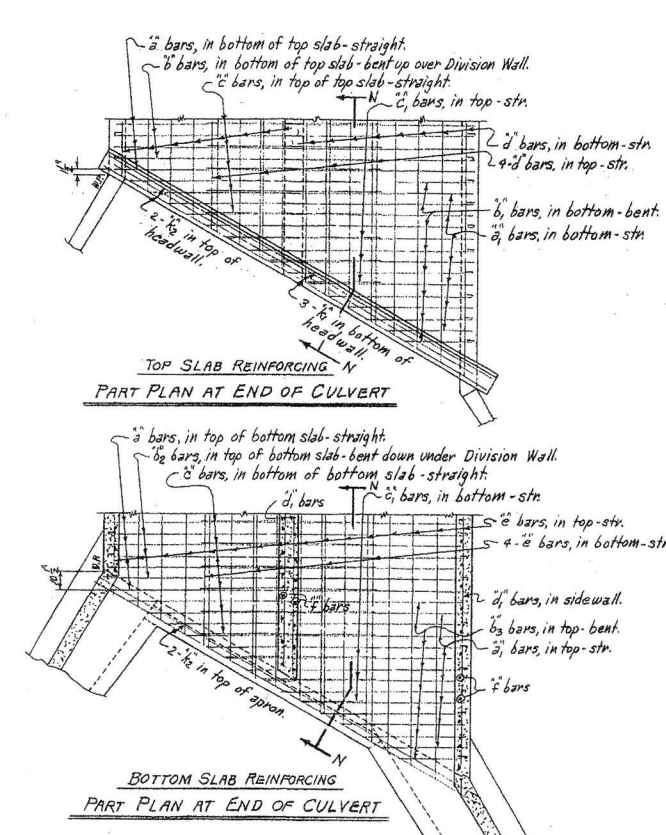 "a" bars, in bottom of top slab-straight.
"b" bars, in bottom of top slab-bent up over Division Wall.
"c" bars, in top of top slab-straight.
N
"c₁" bars, in top-str.
"d" bars, in bottom-str.
4-"d" bars, in top-str.
"b₁" bars, in bottom-bent.
"a₁" bars, in bottom-str.
2-"k₂" in top of
headwall.
3-"k₁" in bottom of
headwall.
N
TOP SLAB REINFORCING
PART PLAN AT END OF CULVERT
"a" bars, in top of bottom slab-straight.
"b₂" bars, in top of bottom slab-bent down under Division Wall.
"c" bars, in bottom of bottom slab-straight.
N
"d₁" bars
"c₁" bars, in bottom-str.
"e" bars, in top-str.
4-"e" bars, in bottom-str
"f" bars
"d₁" bars, in sidewall.
"b₃" bars, in top-bent.
"a₁" bars, in top-str.
"f" bars
2-"k₂" in top of apron.
N
BOTTOM SLAB REINFORCING
PART PLAN AT END OF CULVERT